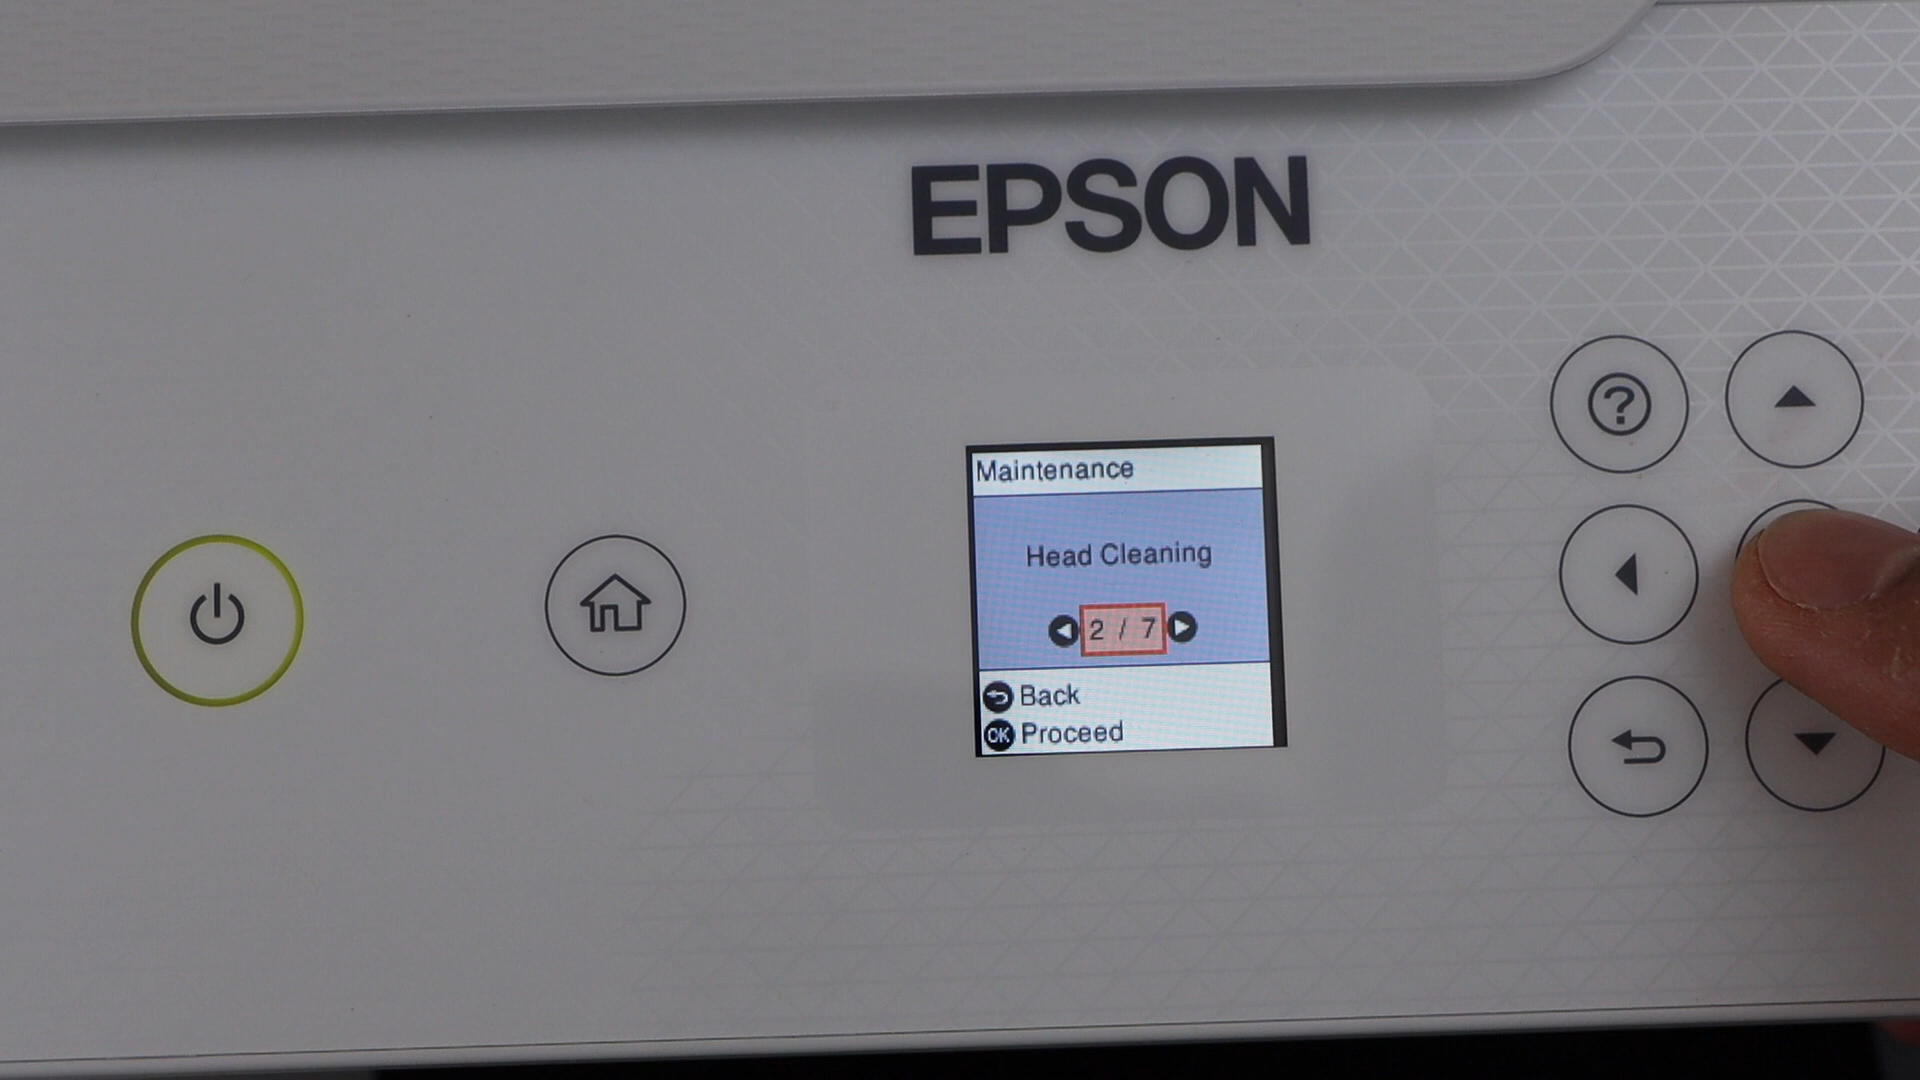 EPSON
Maintenance
Head Cleaning
2 / 7
Back
OK Proceed
?